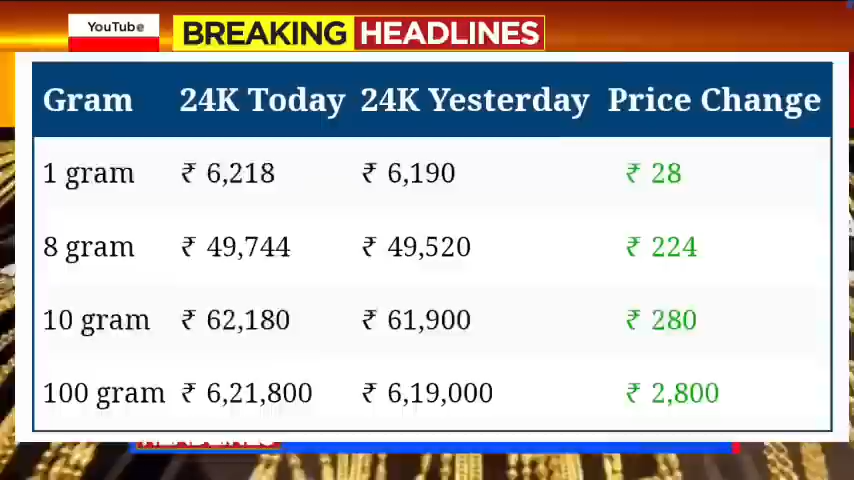 YouTube
BREAKING HEADLINES
Gram 24K Today 24K Yesterday Price Change
1 gram ₹ 6,218 ₹ 6,190 ₹ 28
8 gram ₹ 49,744 ₹ 49,520 ₹ 224
10 gram ₹ 62,180 ₹ 61,900 ₹ 280
100 gram ₹ 6,21,800 ₹ 6,19,000 ₹ 2,800